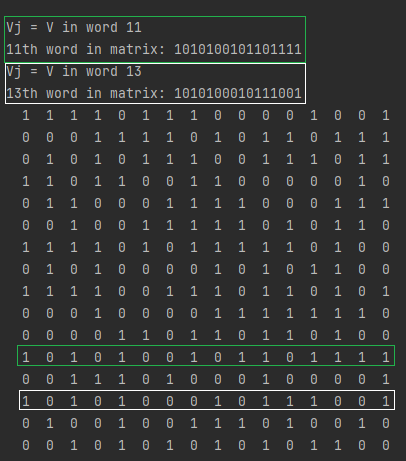 Vj = V in word 11
11th word in matrix: 1010100101101111
Vj = V in word 13
13th word in matrix: 1010100010111001
1 1 1 1 0 1 1 1 0 0 0 0 1 0 0 1
0 0 0 1 1 1 1 0 1 0 1 1 0 1 1 1
0 1 0 1 1 0 1 1 1 0 0 1 0 1 1 1
1 1 0 1 1 0 0 1 1 0 0 0 0 0 1 0
0 0 0 1 0 1 1 1 1 0 0 0 0 1 1 1
0 0 1 0 0 1 1 1 1 1 1 0 1 0 1 0
1 1 1 1 0 1 0 1 1 1 1 1 0 1 0 0
0 1 0 1 0 0 0 0 1 0 1 0 1 1 0 0
1 1 1 1 0 0 1 1 1 0 1 1 0 1 0 1
0 0 0 1 0 0 0 0 1 1 1 1 1 1 1 0
0 0 0 0 1 1 0 1 1 0 1 1 0 1 0 0
1 0 1 0 1 0 0 1 0 1 1 0 1 1 1 1
0 0 1 1 1 0 1 0 0 0 1 0 0 0 0 1
1 0 1 0 1 0 0 0 1 0 1 1 1 0 0 1
0 1 0 0 1 0 0 1 1 1 0 1 0 0 1 0
0 0 1 0 1 0 1 0 1 0 1 0 1 1 0 0